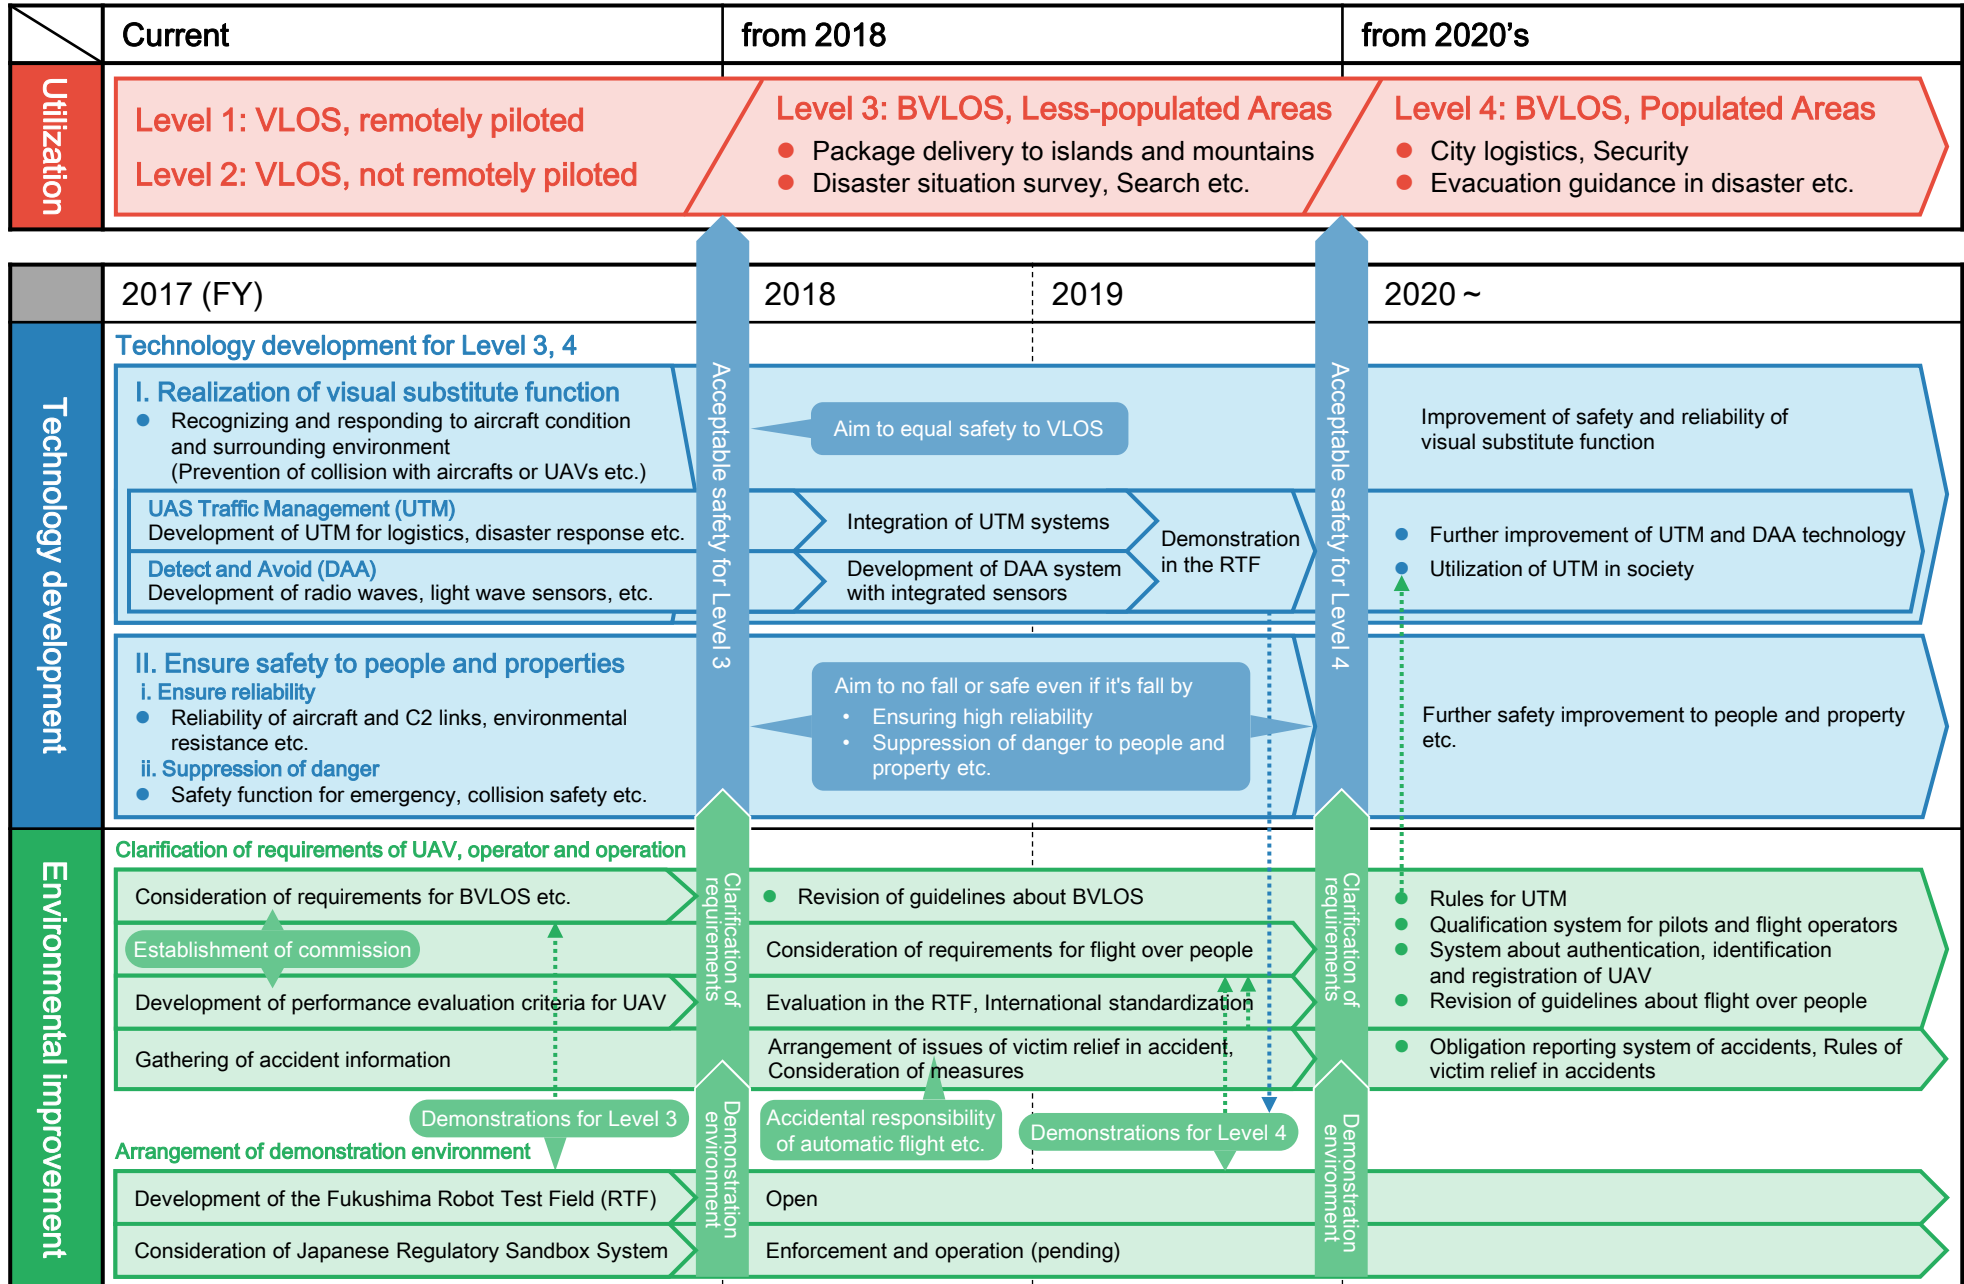 Current
from 2018
from 2020's
Utilization
Level 1: VLOS, remotely piloted
Level 2: VLOS, not remotely piloted
Level 3: BVLOS, Less-populated Areas
● Package delivery to islands and mountains
● Disaster situation survey, Search etc.
Level 4: BVLOS, Populated Areas
● City logistics, Security
● Evacuation guidance in disaster etc.
2017 (FY)
2018
2019
2020 ~
Technology development
Technology development for Level 3, 4
I. Realization of visual substitute function
● Recognizing and responding to aircraft condition
and surrounding environment
(Prevention of collision with aircrafts or UAVs etc.)
Acceptable safety for Level 3
Aim to equal safety to VLOS
Acceptable safety for Level 4
Improvement of safety and reliability of
visual substitute function
UAS Traffic Management (UTM)
Development of UTM for logistics, disaster response etc.
Integration of UTM systems
Detect and Avoid (DAA)
Development of radio waves, light wave sensors, etc.
Development of DAA system
with integrated sensors
Demonstration
in the RTF
● Further improvement of UTM and DAA technology
● Utilization of UTM in society
II. Ensure safety to people and properties
i. Ensure reliability
● Reliability of aircraft and C2 links, environmental
resistance etc.
ii. Suppression of danger
● Safety function for emergency, collision safety etc.
Aim to no fall or safe even if it's fall by
• Ensuring high reliability
• Suppression of danger to people and
property etc.
Further safety improvement to people and property
etc.
Environmental improvement
Clarification of requirements of UAV, operator and operation
Consideration of requirements for BVLOS etc.
Establishment of commission
Development of performance evaluation criteria for UAV
Gathering of accident information
Clarification of
requirements
● Revision of guidelines about BVLOS
Consideration of requirements for flight over people
Evaluation in the RTF, International standardization
Arrangement of issues of victim relief in accident,
Consideration of measures
Clarification of
requirements
● Rules for UTM
● Qualification system for pilots and flight operators
● System about authentication, identification
and registration of UAV
● Revision of guidelines about flight over people
● Obligation reporting system of accidents, Rules of
victim relief in accidents
Demonstrations for Level 3
Accidental responsibility
of automatic flight etc.
Demonstrations for Level 4
Arrangement of demonstration environment
Development of the Fukushima Robot Test Field (RTF)
Consideration of Japanese Regulatory Sandbox System
Demonstration
environment
Open
Enforcement and operation (pending)
Demonstration
environment